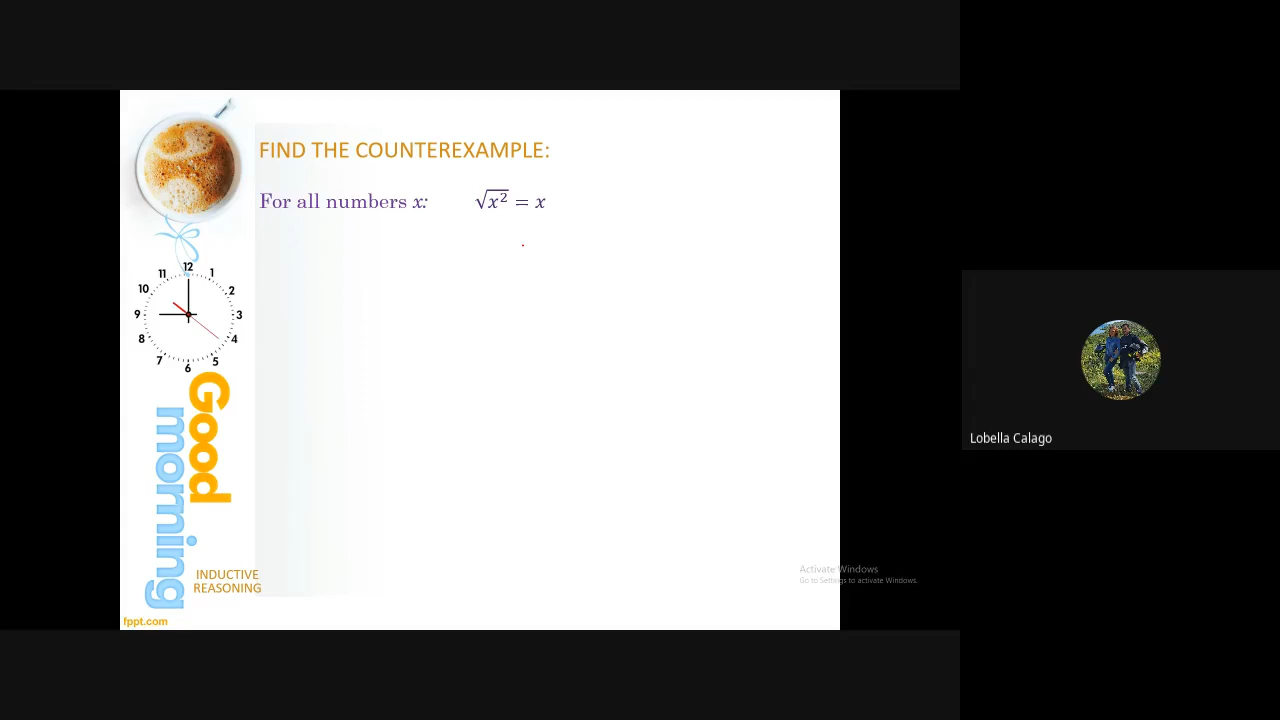 FIND THE COUNTEREXAMPLE:
For all numbers x: √x² = x
12
11
1
10
2
9
3
8
4
7
5
6
Good
morning
INDUCTIVE
REASONING
fppt.com
Activate Windows
Go to Settings to activate Windows.
Lobella Calago